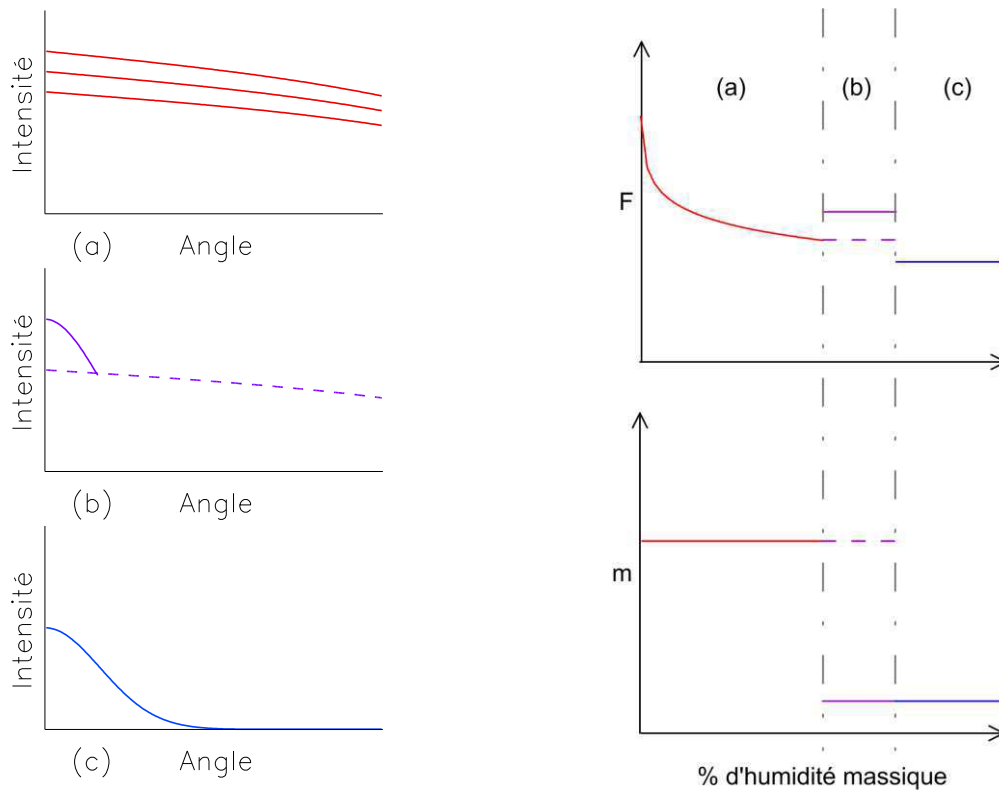 Intensité
(a) Angle
Intensité
(b) Angle
Intensité
(c) Angle
(a) (b) (c)
F
m
% d'humidité massique